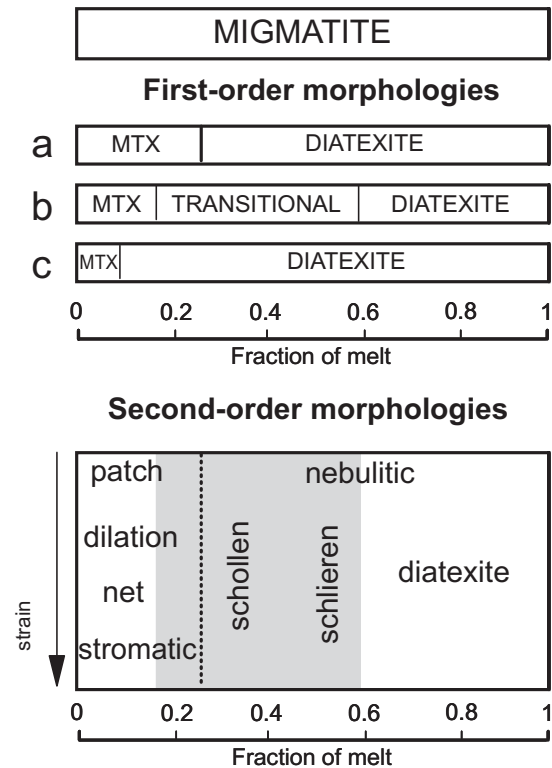 MIGMATITE
First-order morphologies
a MTX DIATEXITE
b MTX TRANSITIONAL DIATEXITE
c MTX DIATEXITE
0 0.2 0.4 0.6 0.8 1
Fraction of melt
Second-order morphologies
patch nebulitic
dilation
net
stromatic
schollen
schlieren
diatexite
strain
0 0.2 0.4 0.6 0.8 1
Fraction of melt